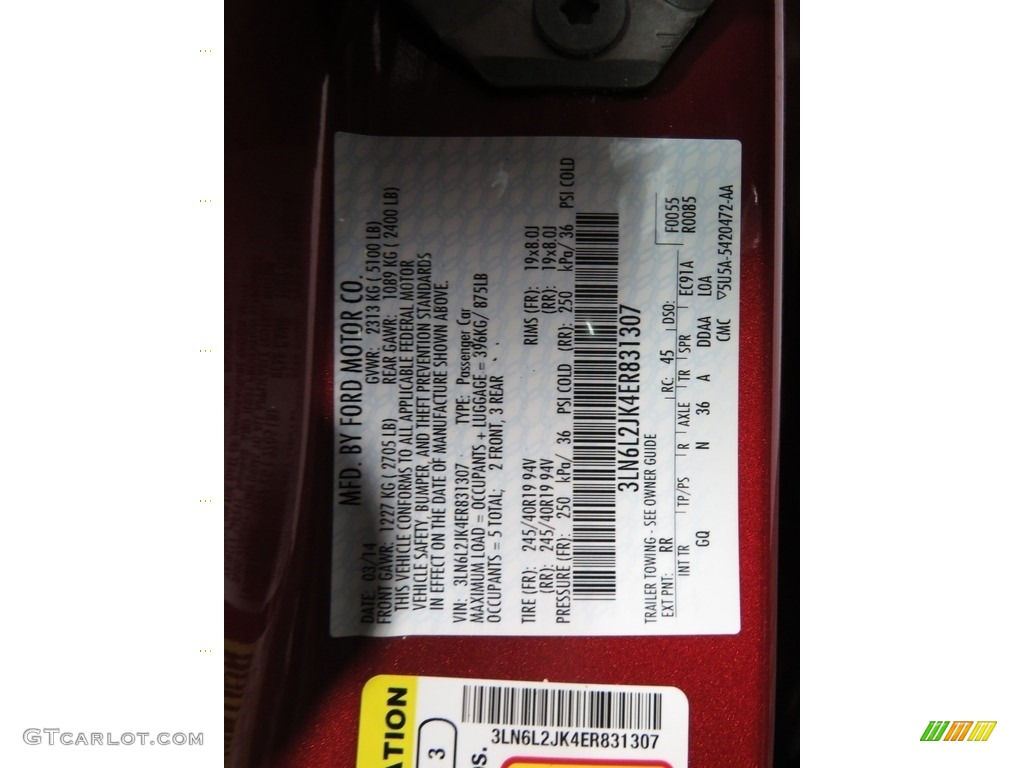 MFD. BY FORD MOTOR CO.
DATE: 03/14 GVWR: 2313 KG ( 5100 LB)
FRONT GAWR: 1227 KG ( 2705 LB) REAR GAWR: 1089 KG ( 2400 LB)
THIS VEHICLE CONFORMS TO ALL APPLICABLE FEDERAL MOTOR
VEHICLE SAFETY, BUMPER, AND THEFT PREVENTION STANDARDS
IN EFFECT ON THE DATE OF MANUFACTURE SHOWN ABOVE.
VIN: 3LN6L2JK4ER831307 TYPE: Passenger Car
MAXIMUM LOAD = OCCUPANTS + LUGGAGE = 396KG/ 875LB
OCCUPANTS = 5 TOTAL; 2 FRONT, 3 REAR
TIRE (FR): 245/40R19 94V RIMS (FR): 19x8.0J
(RR): 245/40R19 94V (RR): 19x8.0J
PRESSURE (FR): 250 kPa/ 36 PSI COLD (RR): 250 kPa/ 36 PSI COLD
3LN6L2JK4ER831307
TRAILER TOWING - SEE OWNER GUIDE
F0055
EXT PNT: RR RC: 45 DSO: R0085
INT TR TP/PS R AXLE TR SPR EC91A
GQ N 36 A DDAA LOA
CMC ▽5U5A-5420472-AA
ATION
3
3LN6L2JK4ER831307
GTCARLOT.COM